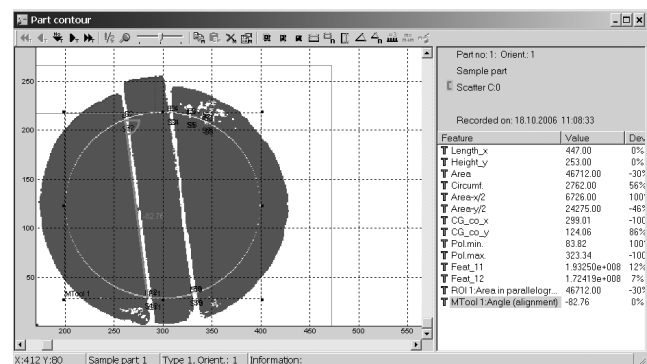 Part contour
Part no: 1: Orient.: 1
Sample part
Scatter C:0
Recorded on: 18.10.2006 11:08:33
Feature Value Dev
Length_x 447.00 0%
Height_y 253.00 0%
Area 46712.00 -30°
Circumf. 2762.00 56%
Area-x/2 6726.00 100°
Area-y/2 24275.00 -46%
CG_co_x 299.01 -100
CG_co_y 124.06 86%
Pol.min. 83.82 100°
Pol.max. 323.34 -100
Feat_11 1.93250e+008 12%
Feat_12 1.72419e+008 7%
ROI 1:Area in parallelogr... 46712.00 -30°
MTool 1:Angle (alignment) -82.76 0%
250
200
150
100
50
-82.76
MTool 1
200 250 300 350 400 450 500 550
X:412 Y:80 Sample part 1 Type 1, Orient.: 1 Information: